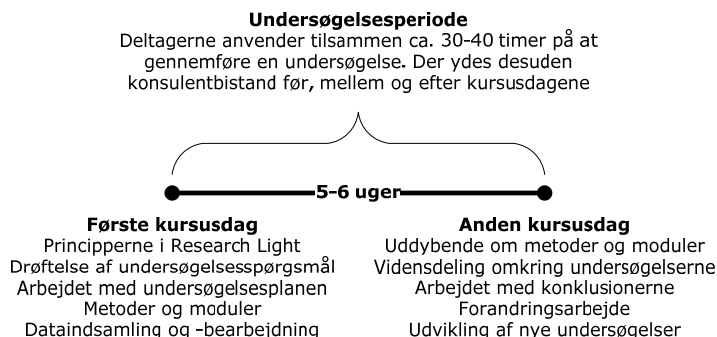 Undersøgelsesperiode
Deltagerne anvender tilsammen ca. 30-40 timer på at
gennemføre en undersøgelse. Der ydes desuden
konsulentbistand før, mellem og efter kursusdagene
5-6 uger
Første kursusdag
Principperne i Research Light
Drøftelse af undersøgelsesspørgsmål
Arbejdet med undersøgelsesplanen
Metoder og moduler
Dataindsamling og -bearbejdning
Anden kursusdag
Uddybende om metoder og moduler
Vidensdeling omkring undersøgelserne
Arbejdet med konklusionerne
Forandringsarbejde
Udvikling af nye undersøgelser